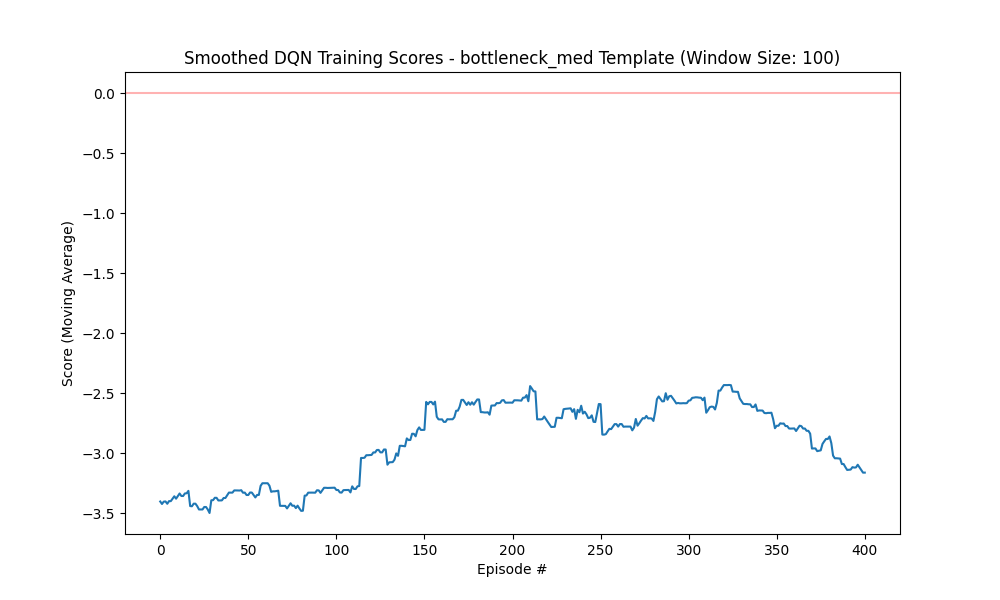 Smoothed DQN Training Scores - bottleneck_med Template (Window Size: 100)
Score (Moving Average)
0.0
−0.5
−1.0
−1.5
−2.0
−2.5
−3.0
−3.5
0 50 100 150 200 250 300 350 400
Episode #